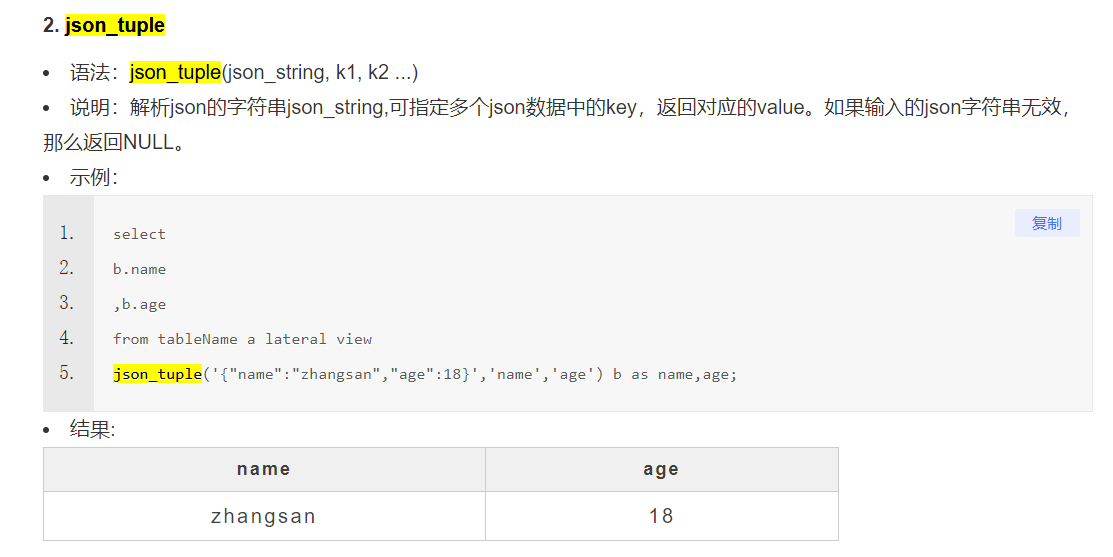 2. json_tuple
• 语法：json_tuple(json_string, k1, k2 ...)
• 说明：解析json的字符串json_string,可指定多个json数据中的key，返回对应的value。如果输入的json字符串无效，
那么返回NULL。
• 示例：
复制
1. select
2. b.name
3. ,b.age
4. from tableName a lateral view
5. json_tuple('{"name":"zhangsan","age":18}','name','age') b as name,age;
• 结果:
name age
zhangsan 18